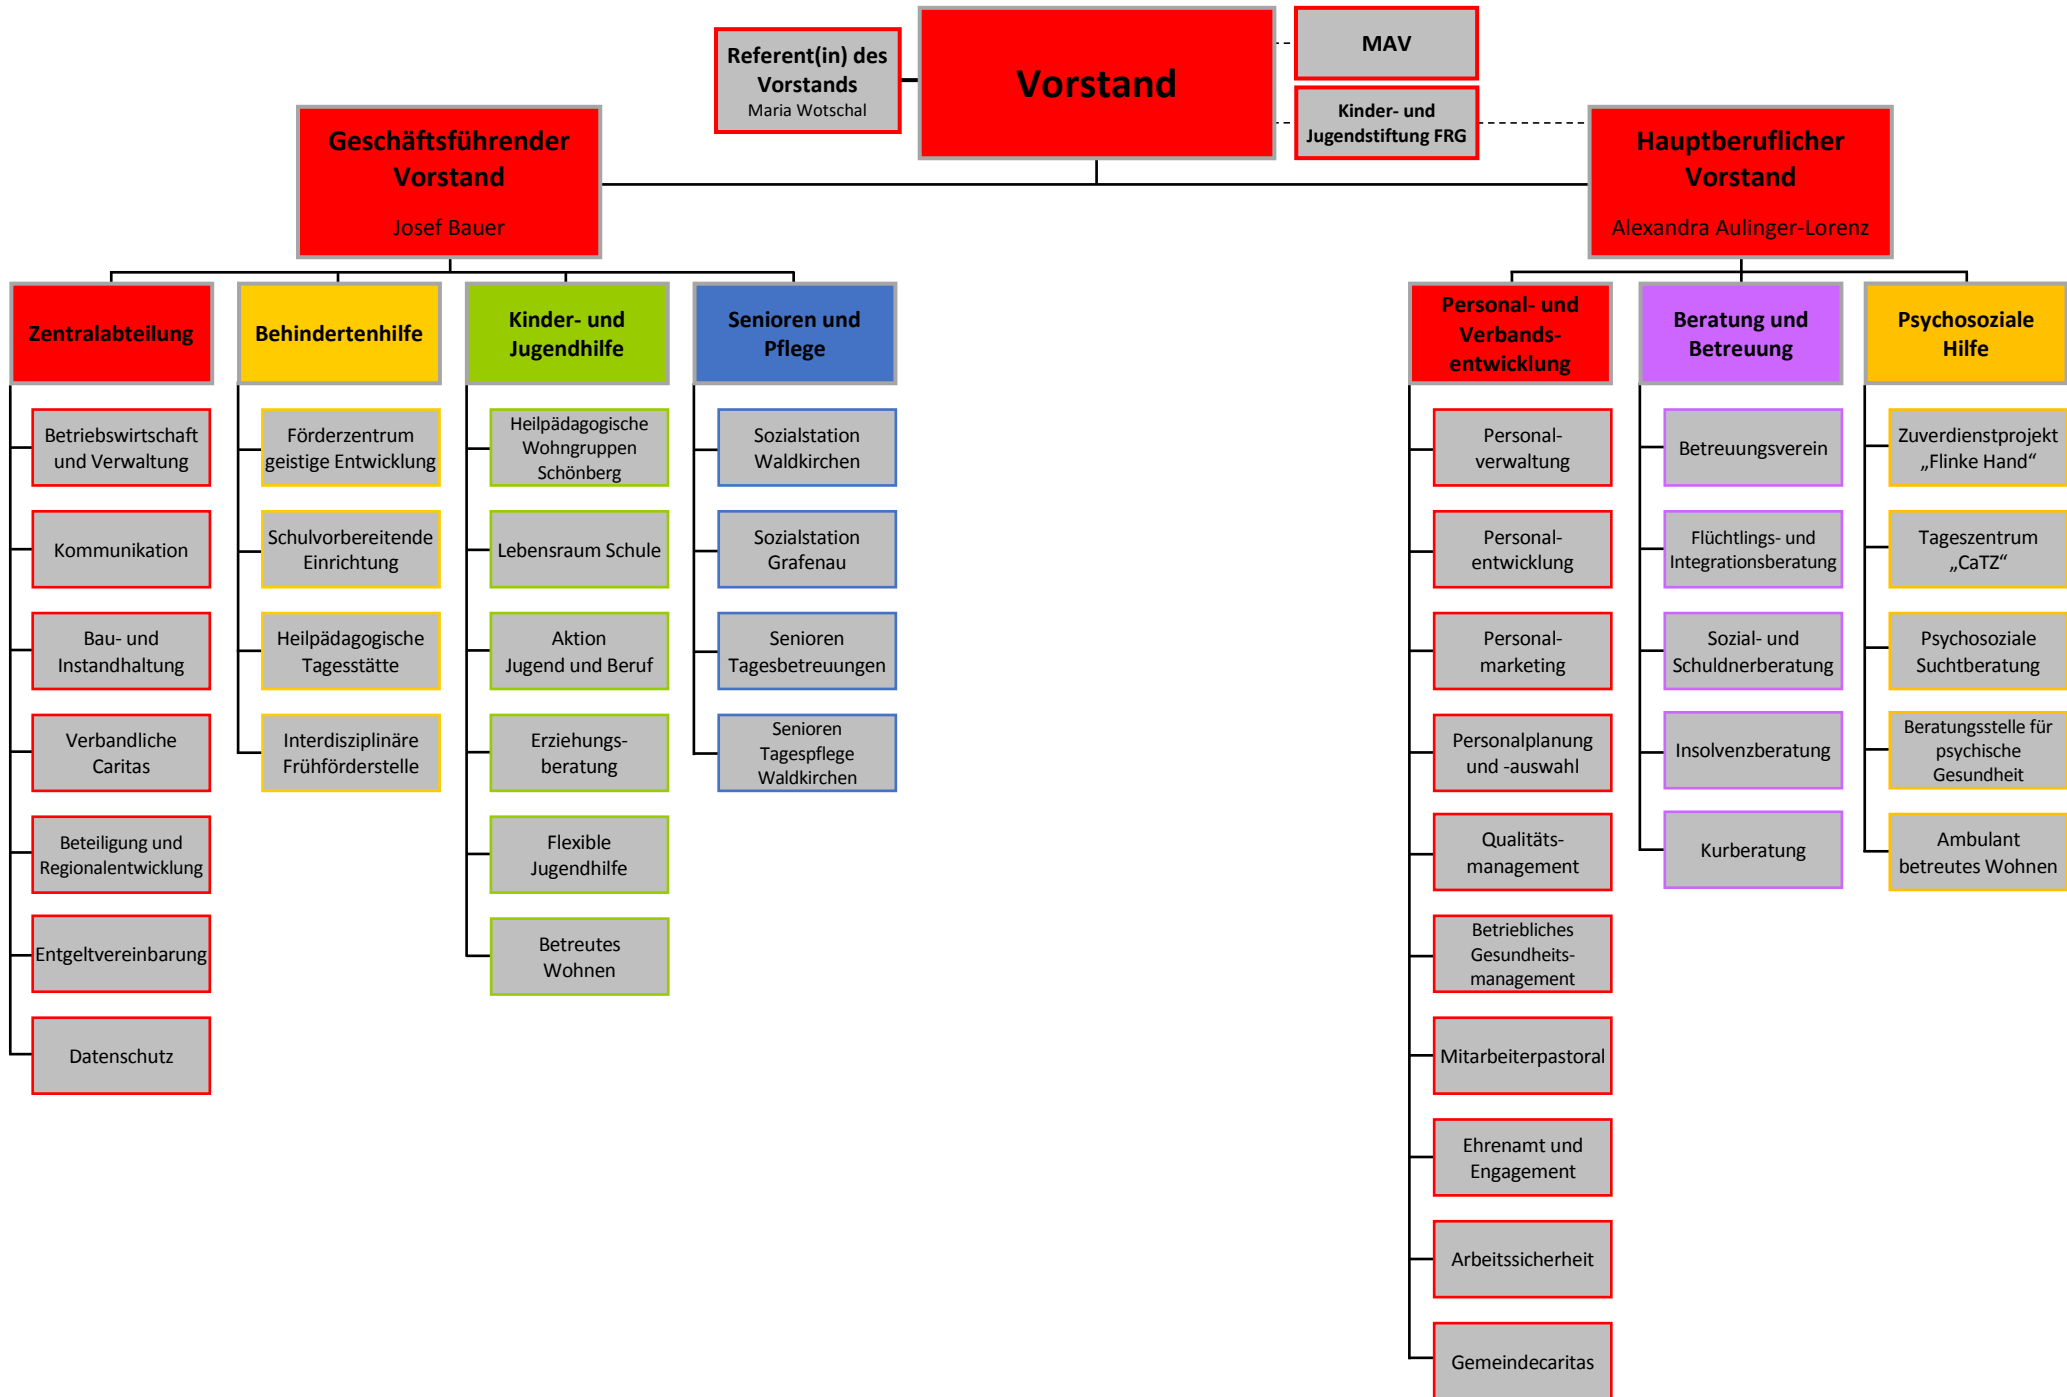 Referent(in) des
Vorstands
Maria Wotschal
Vorstand
MAV
Kinder- und
Jugendstiftung FRG
Geschäftsführender
Vorstand
Josef Bauer
Hauptberuflicher
Vorstand
Alexandra Aulinger-Lorenz
Zentralabteilung
Betriebswirtschaft
und Verwaltung
Kommunikation
Bau- und
Instandhaltung
Verbandliche
Caritas
Beteiligung und
Regionalentwicklung
Entgeltvereinbarung
Datenschutz
Behindertenhilfe
Förderzentrum
geistige Entwicklung
Schulvorbereitende
Einrichtung
Heilpädagogische
Tagesstätte
Interdisziplinäre
Frühförderstelle
Kinder- und
Jugendhilfe
Heilpädagogische
Wohngruppen
Schönberg
Lebensraum Schule
Aktion
Jugend und Beruf
Erziehungs-
beratung
Flexible
Jugendhilfe
Betreutes
Wohnen
Senioren und
Pflege
Sozialstation
Waldkirchen
Sozialstation
Grafenau
Senioren
Tagesbetreuungen
Senioren
Tagespflege
Waldkirchen
Personal- und
Verbands-
entwicklung
Personal-
verwaltung
Personal-
entwicklung
Personal-
marketing
Personalplanung
und -auswahl
Qualitäts-
management
Betriebliches
Gesundheits-
management
Mitarbeiterpastoral
Ehrenamt und
Engagement
Arbeitssicherheit
Gemeindecaritas
Beratung und
Betreuung
Betreuungsverein
Flüchtlings- und
Integrationsberatung
Sozial- und
Schuldnerberatung
Insolvenzberatung
Kurberatung
Psychosoziale
Hilfe
Zuverdienstprojekt
„Flinke Hand“
Tageszentrum
„CaTZ“
Psychosoziale
Suchtberatung
Beratungsstelle für
psychische
Gesundheit
Ambulant
betreutes Wohnen